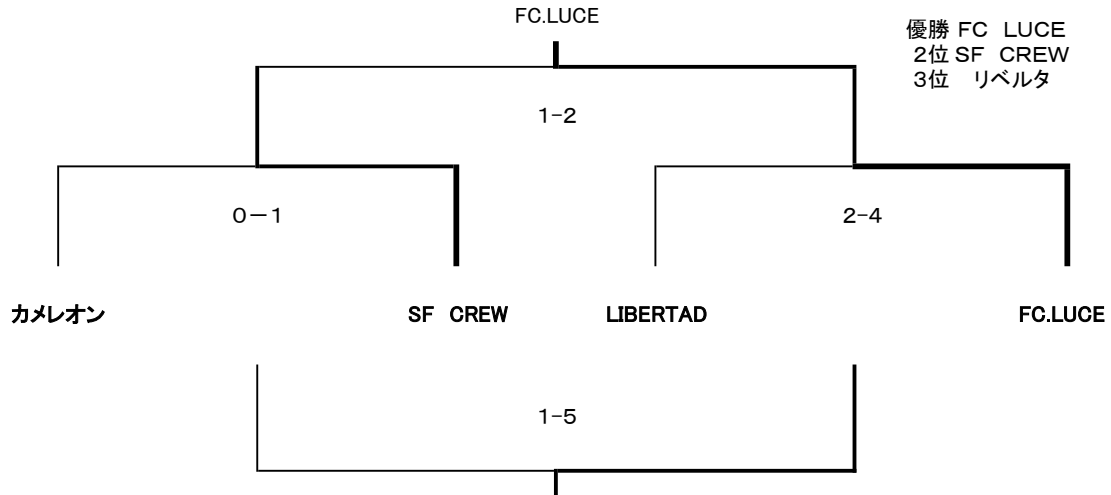 FC.LUCE
優勝 FC　LUCE
2位 SF　CREW
3位　リベルタ
1-2
0－1
2-4
カメレオン
SF　CREW
LIBERTAD
FC.LUCE
1-5